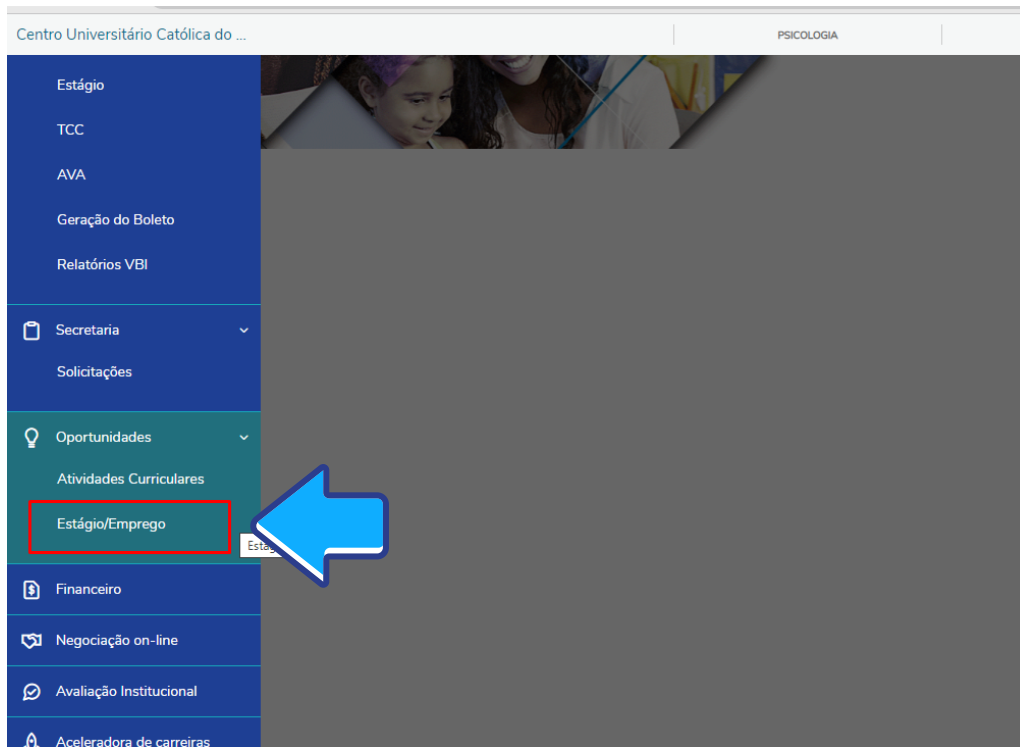 Centro Universitário Católica do ...
PSICOLOGIA
Estágio
TCC
AVA
Geração do Boleto
Relatórios VBI
Secretaria
Solicitações
Oportunidades
Atividades Curriculares
Estágio/Emprego
Financeiro
Negociação on-line
Avaliação Institucional
Aceleradora de carreiras